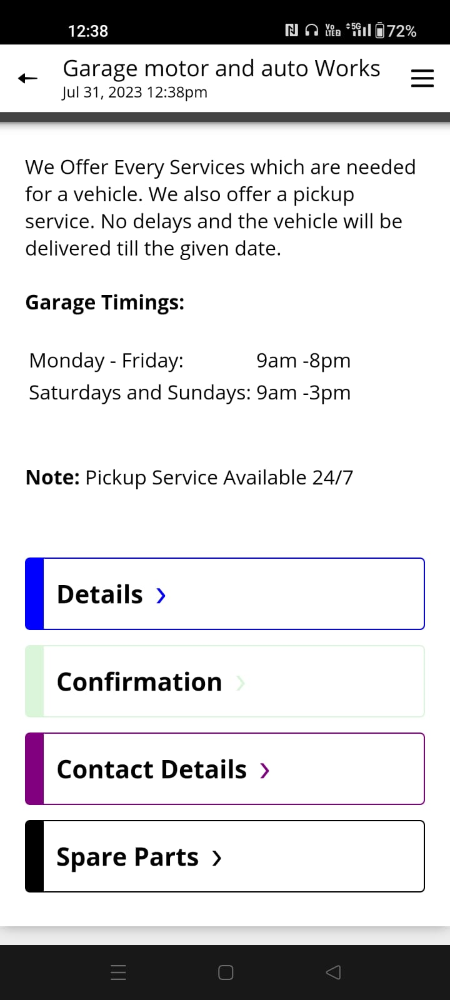 12:38
Vo LTE2 5G 72%
Garage motor and auto Works
Jul 31, 2023 12:38pm
We Offer Every Services which are needed
for a vehicle. We also offer a pickup
service. No delays and the vehicle will be
delivered till the given date.
Garage Timings:
Monday - Friday: 9am -8pm
Saturdays and Sundays: 9am -3pm
Note: Pickup Service Available 24/7
Details
Confirmation
Contact Details
Spare Parts